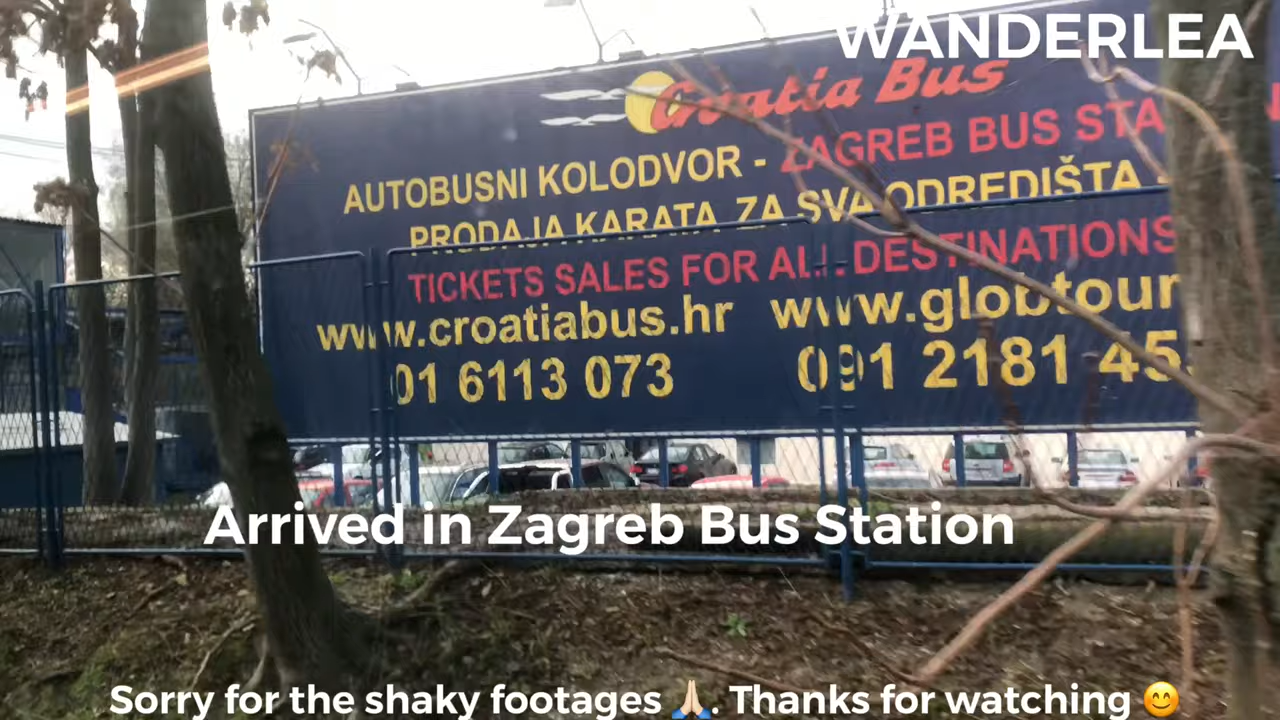 WANDERLEA
Croatia Bus
AUTOBUSNI KOLODVOR - ZAGREB BUS STA
PRODAJA KARATA ZA SVA ODREDIŠTA
TICKETS SALES FOR ALL DESTINATIONS
www.croatiabus.hr www.globtour
01 6113 073 091 2181 45
Arrived in Zagreb Bus Station
Sorry for the shaky footages 🙏🏻. Thanks for watching 😊